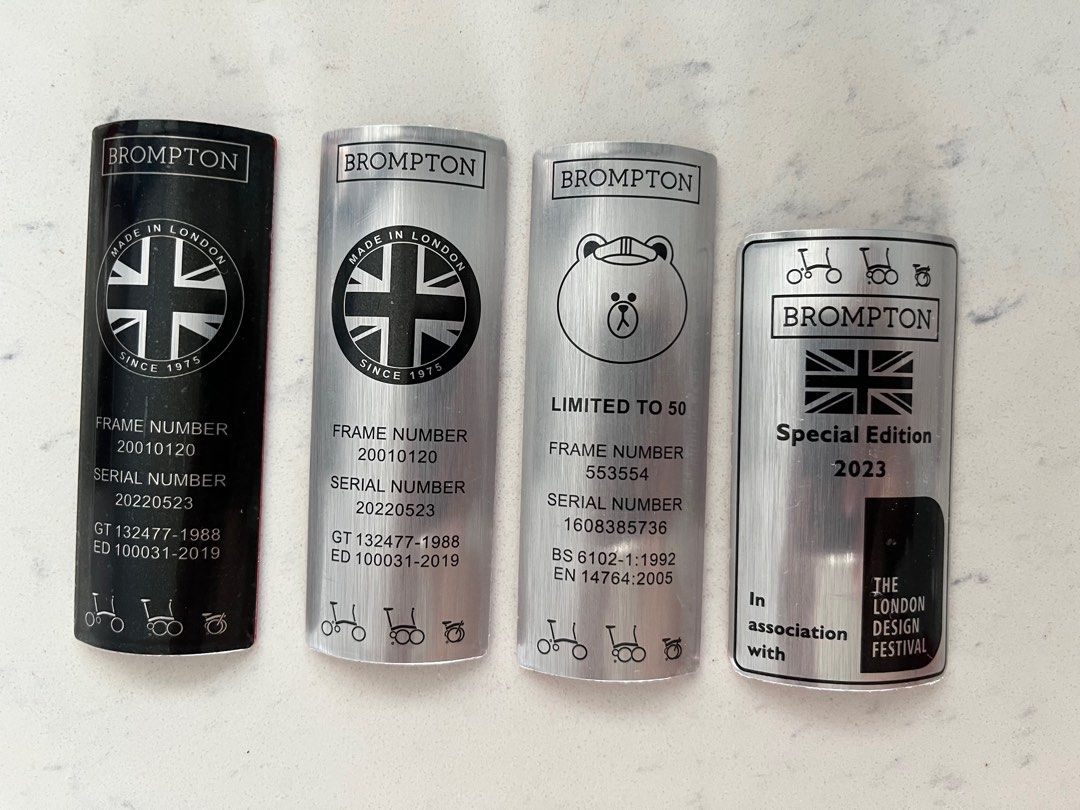 BROMPTON
MADE IN LONDON
SINCE 1975
FRAME NUMBER
20010120
SERIAL NUMBER
20220523
GT 132477-1988
ED 100031-2019
BROMPTON
MADE IN LONDON
SINCE 1975
FRAME NUMBER
20010120
SERIAL NUMBER
20220523
GT 132477-1988
ED 100031-2019
BROMPTON
LIMITED TO 50
FRAME NUMBER
553554
SERIAL NUMBER
1608385736
BS 6102-1:1992
EN 14764:2005
BROMPTON
Special Edition
2023
In
association
with
THE
LONDON
DESIGN
FESTIVAL